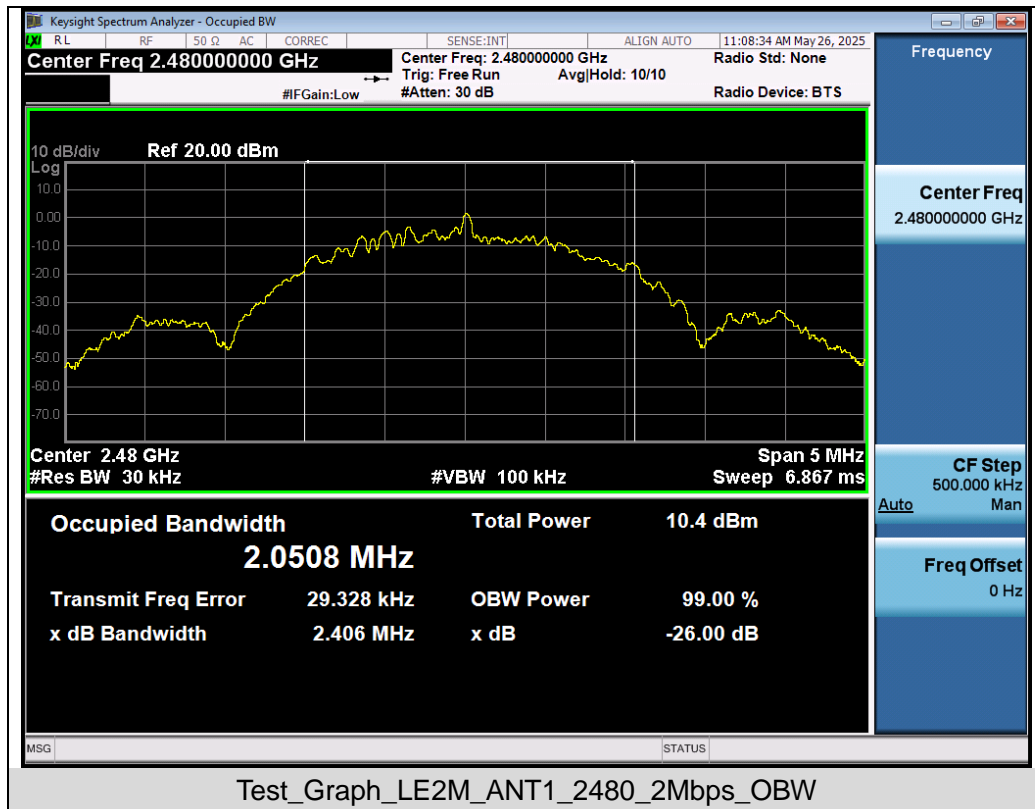 Keysight Spectrum Analyzer - Occupied BW
LXI RL RF 50 Ω AC CORREC SENSE:INT ALIGN AUTO 11:08:34 AM May 26, 2025
Center Freq 2.480000000 GHz
Center Freq: 2.480000000 GHz Radio Std: None
Trig: Free Run Avg|Hold: 10/10
#IFGain:Low #Atten: 30 dB Radio Device: BTS
10 dB/div Ref 20.00 dBm
Log
10.0
0.00
-10.0
-20.0
-30.0
-40.0
-50.0
-60.0
-70.0
Center 2.48 GHz Span 5 MHz
#Res BW 30 kHz #VBW 100 kHz Sweep 6.867 ms
Occupied Bandwidth Total Power 10.4 dBm
2.0508 MHz
Transmit Freq Error 29.328 kHz OBW Power 99.00 %
x dB Bandwidth 2.406 MHz x dB -26.00 dB
Frequency
Center Freq
2.480000000 GHz
CF Step
500.000 kHz
Auto Man
Freq Offset
0 Hz
MSG STATUS
Test_Graph_LE2M_ANT1_2480_2Mbps_OBW